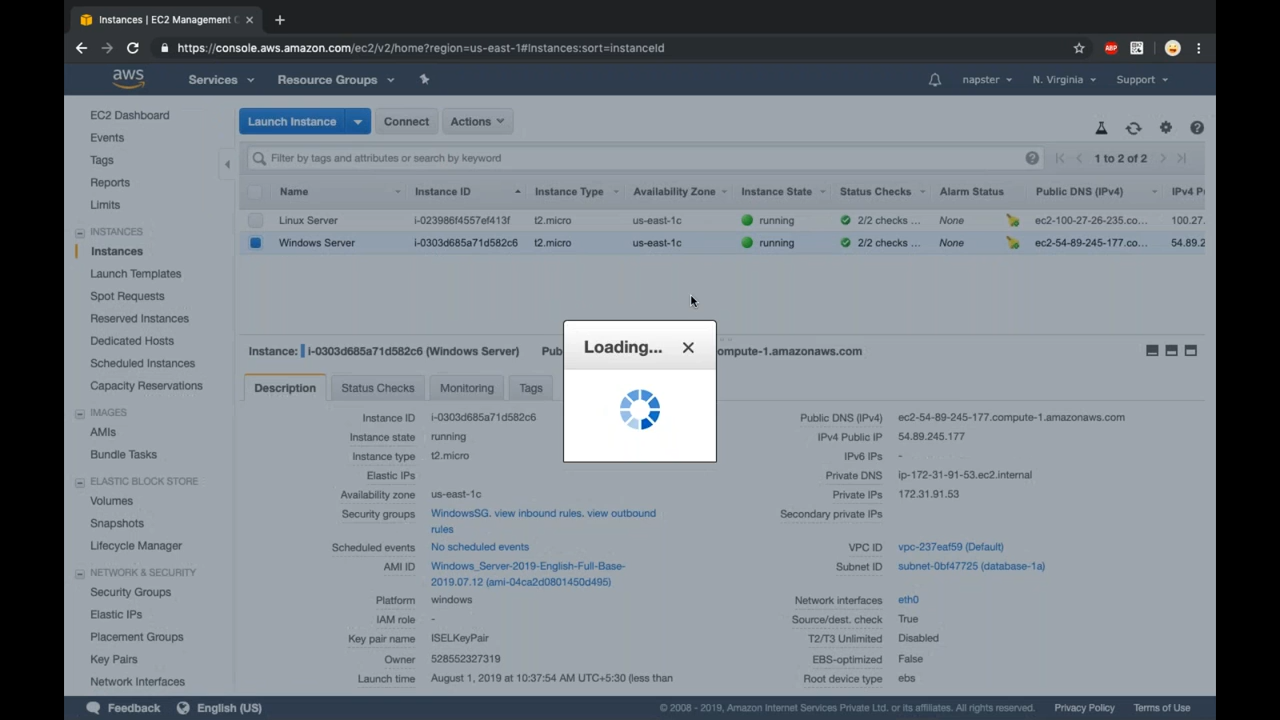 Instances | EC2 Management C
https://console.aws.amazon.com/ec2/v2/home?region=us-east-1#Instances:sort=instanceId
ABP
aws
Services
Resource Groups
napster
N. Virginia
Support
EC2 Dashboard
Events
Tags
Reports
Limits
INSTANCES
Instances
Launch Templates
Spot Requests
Reserved Instances
Dedicated Hosts
Scheduled Instances
Capacity Reservations
IMAGES
AMIs
Bundle Tasks
ELASTIC BLOCK STORE
Volumes
Snapshots
Lifecycle Manager
NETWORK & SECURITY
Security Groups
Elastic IPs
Placement Groups
Key Pairs
Network Interfaces
Launch Instance
Connect
Actions
Filter by tags and attributes or search by keyword
1 to 2 of 2
Name Instance ID Instance Type Availability Zone Instance State Status Checks Alarm Status Public DNS (IPv4) IPv4 P
Linux Server i-023986f4557ef413f t2.micro us-east-1c running 2/2 checks ... None ec2-100-27-26-235.co... 100.27.
Windows Server i-0303d685a71d582c6 t2.micro us-east-1c running 2/2 checks ... None ec2-54-89-245-177.co... 54.89.2
Instance: i-0303d685a71d582c6 (Windows Server) Pub ompute-1.amazonaws.com
Loading...
Description Status Checks Monitoring Tags
Instance ID i-0303d685a71d582c6
Instance state running
Instance type t2.micro
Elastic IPs
Availability zone us-east-1c
Security groups WindowsSG. view inbound rules. view outbound
rules
Scheduled events No scheduled events
AMI ID Windows_Server-2019-English-Full-Base-
2019.07.12 (ami-04ca2d0801450d495)
Platform windows
IAM role -
Key pair name ISELKeyPair
Owner 528552327319
Launch time August 1, 2019 at 10:37:54 AM UTC+5:30 (less than
Public DNS (IPv4) ec2-54-89-245-177.compute-1.amazonaws.com
IPv4 Public IP 54.89.245.177
IPv6 IPs -
Private DNS ip-172-31-91-53.ec2.internal
Private IPs 172.31.91.53
Secondary private IPs
VPC ID vpc-237eaf59 (Default)
Subnet ID subnet-0bf47725 (database-1a)
Network interfaces eth0
Source/dest. check True
T2/T3 Unlimited Disabled
EBS-optimized False
Root device type ebs
Feedback
English (US)
© 2008 - 2019, Amazon Internet Services Private Ltd. or its affiliates. All rights reserved.
Privacy Policy
Terms of Use